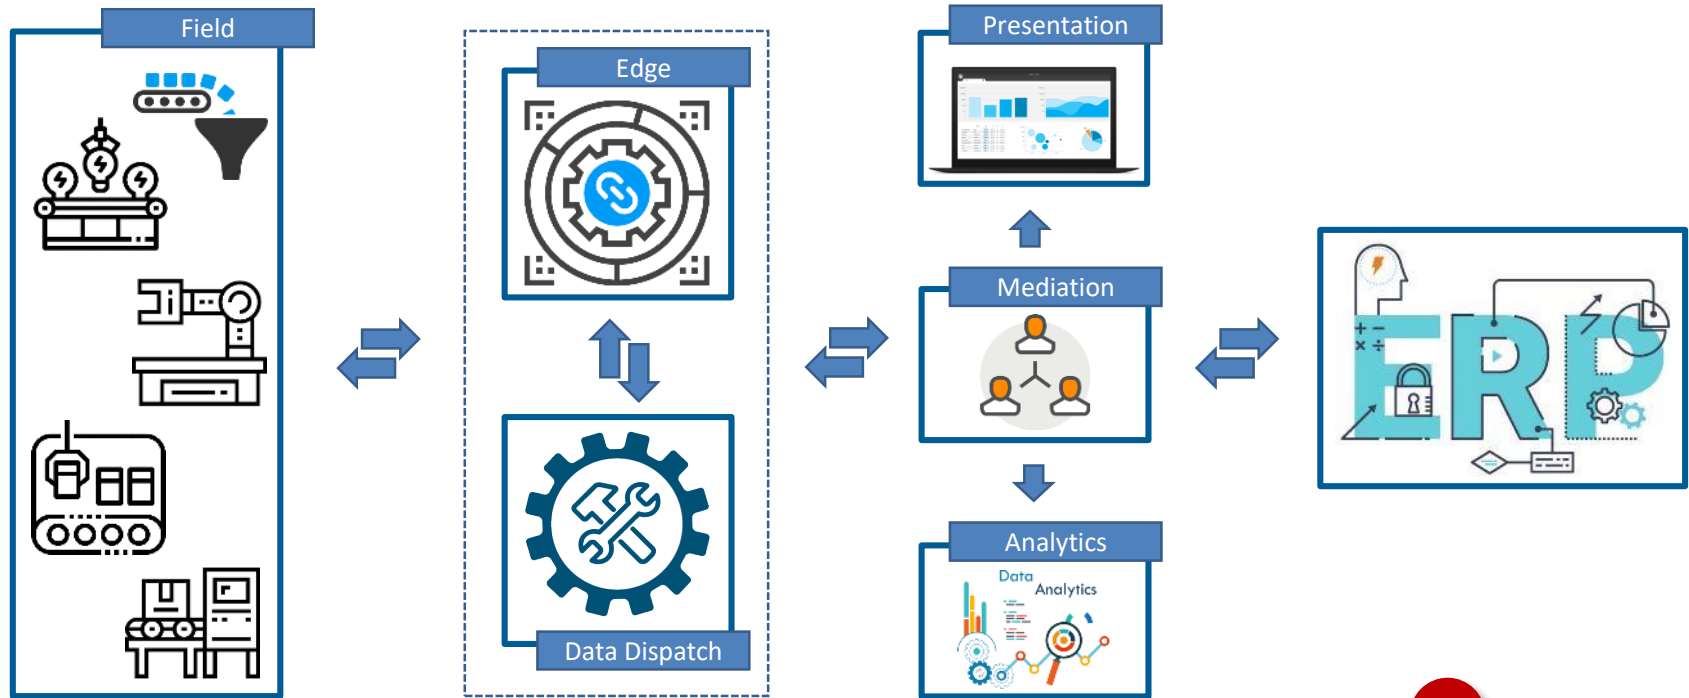 Field
Edge
Data Dispatch
Presentation
Mediation
Analytics
Data
Analytics
ERP